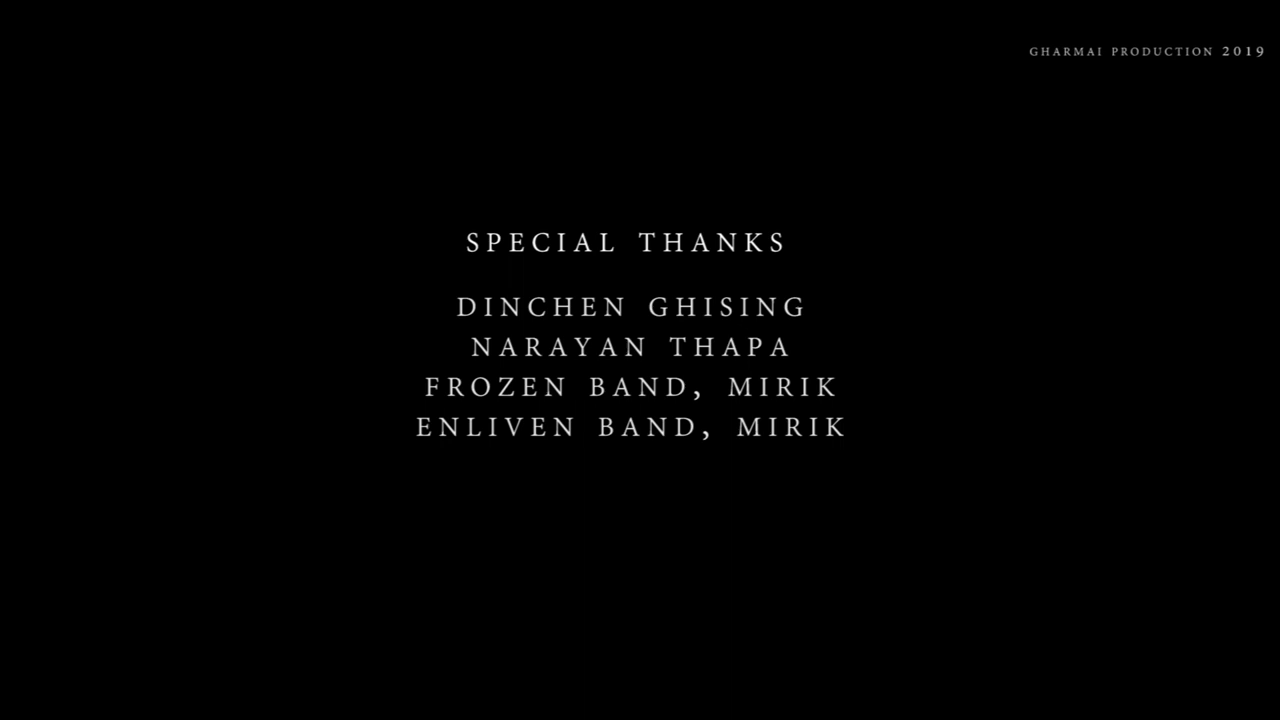 GHARMAI PRODUCTION 2019
SPECIAL THANKS
DINCHEN GHISING
NARAYAN THAPA
FROZEN BAND, MIRIK
ENLIVEN BAND, MIRIK